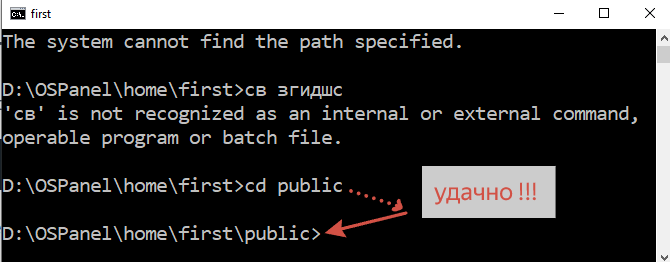 first
The system cannot find the path specified.
D:\OSPanel\home\first>св згидшс
'св' is not recognized as an internal or external command,
operable program or batch file.
D:\OSPanel\home\first>cd public
удачно !!!
D:\OSPanel\home\first\public>